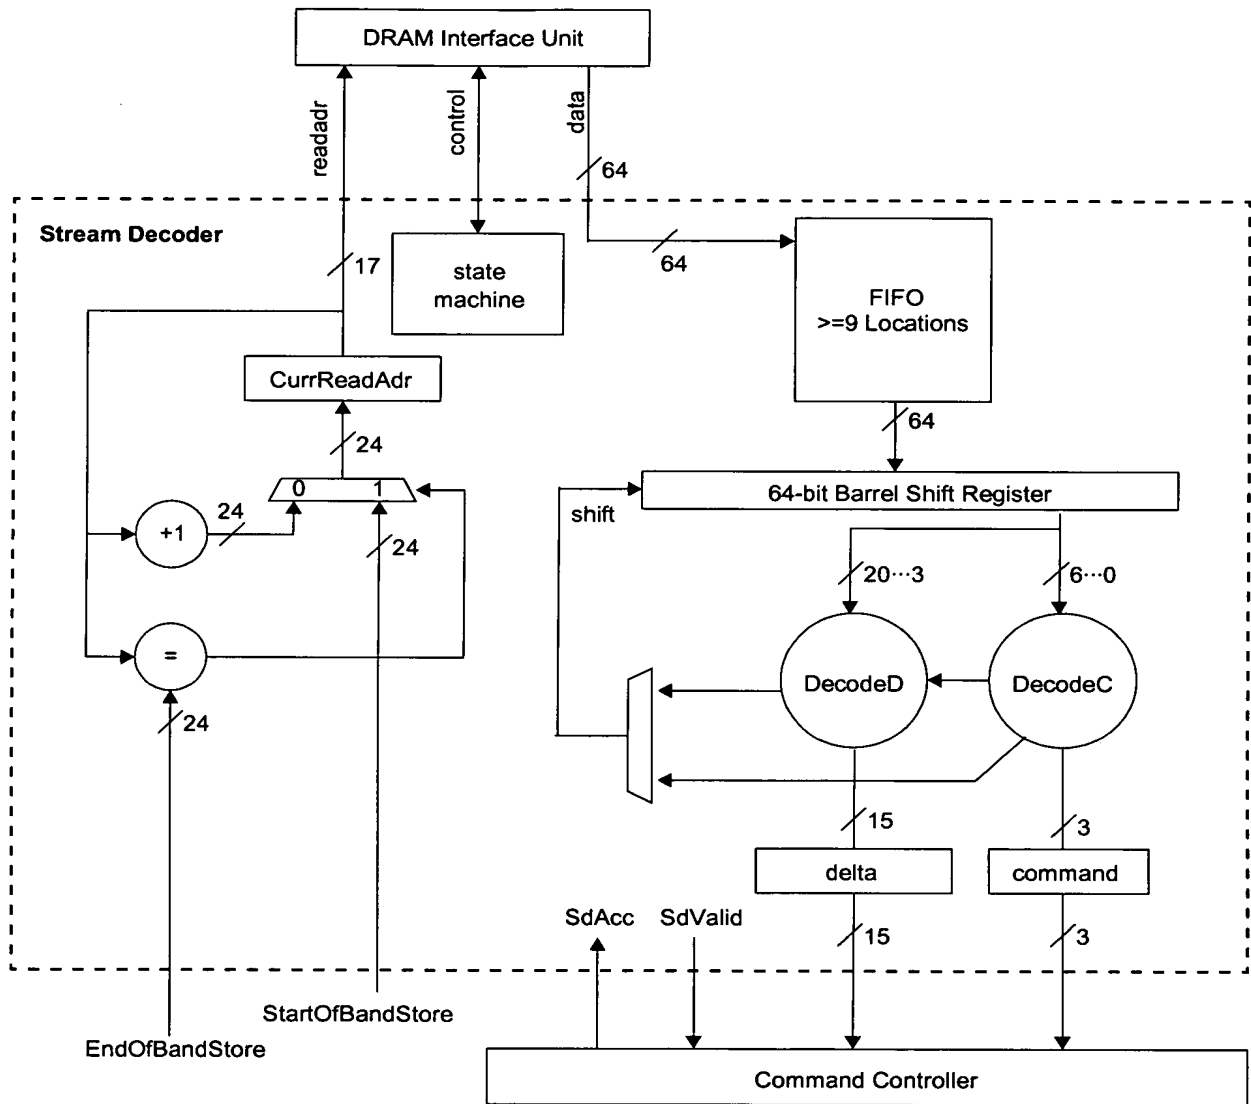 DRAM Interface Unit
readadr
control
data
64
Stream Decoder
17
state
machine
64
FIFO
>=9 Locations
CurrReadAdr
24
64
0 1
64-bit Barrel Shift Register
shift
+1
24
24
20···3
6···0
=
DecodeD
DecodeC
24
15
3
delta
command
SdAcc
SdValid
15
3
StartOfBandStore
EndOfBandStore
Command Controller